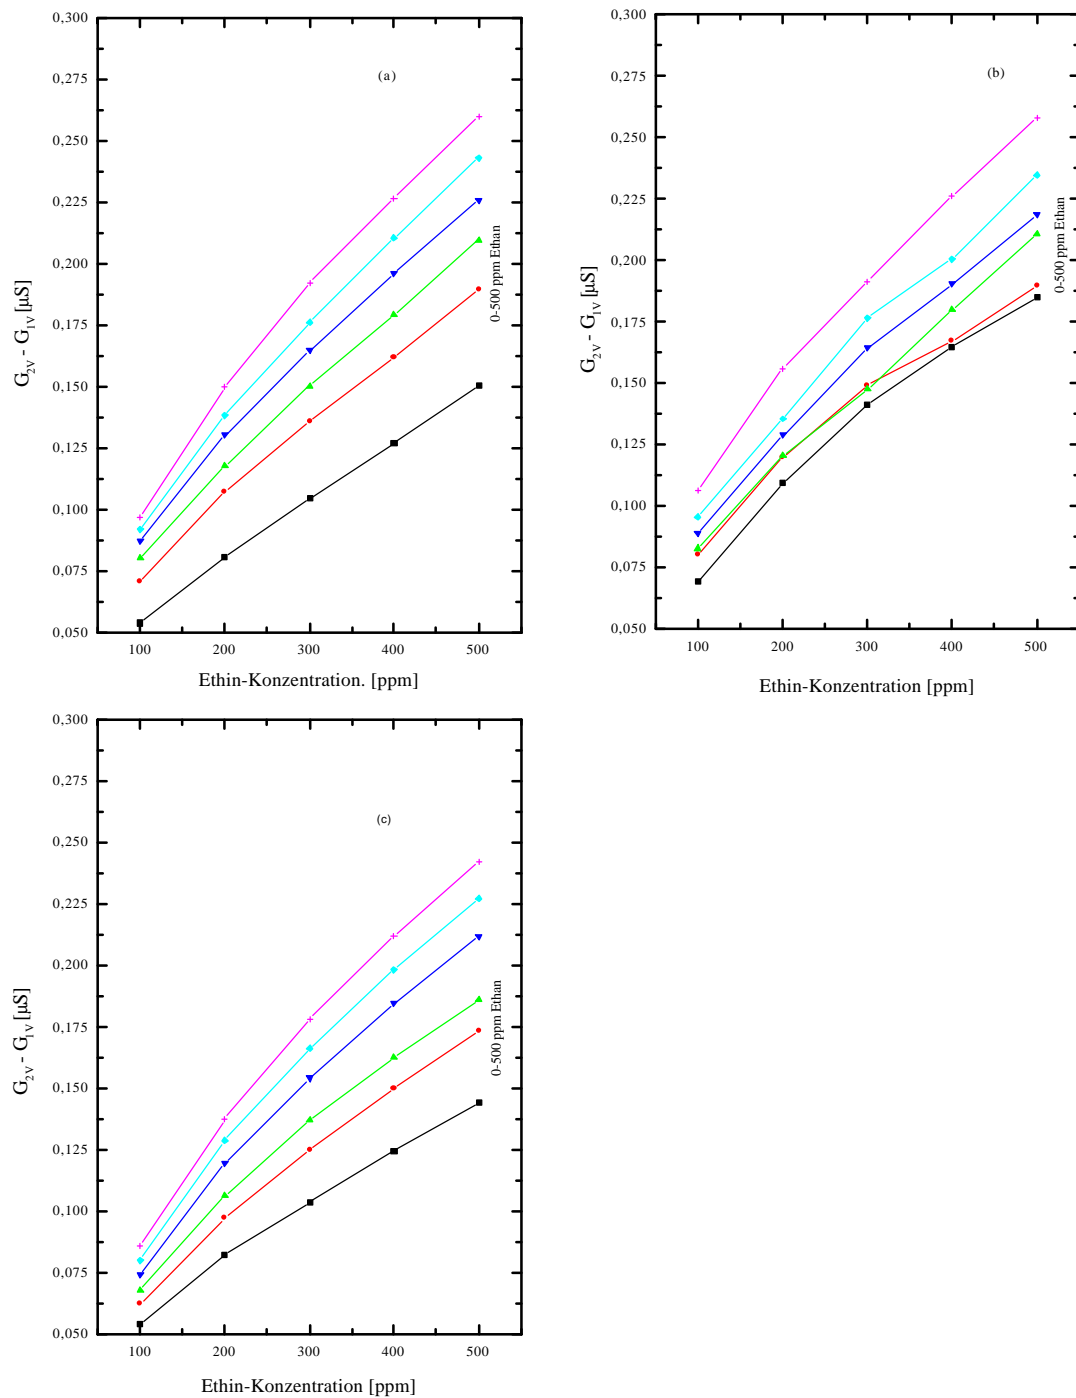 0,300
0,275
0,250
0,225
0,200
0,175
0,150
0,125
0,100
0,075
0,050
G2V - G1V [µS]
(a)
0-500 ppm Ethan
100 200 300 400 500
Ethin-Konzentration. [ppm]
0,300
0,275
0,250
0,225
0,200
0,175
0,150
0,125
0,100
0,075
0,050
G2V - G1V [µS]
(b)
0-500 ppm Ethan
100 200 300 400 500
Ethin-Konzentration [ppm]
0,300
0,275
0,250
0,225
0,200
0,175
0,150
0,125
0,100
0,075
0,050
G2V - G1V [µS]
(c)
0-500 ppm Ethan
100 200 300 400 500
Ethin-Konzentration [ppm]